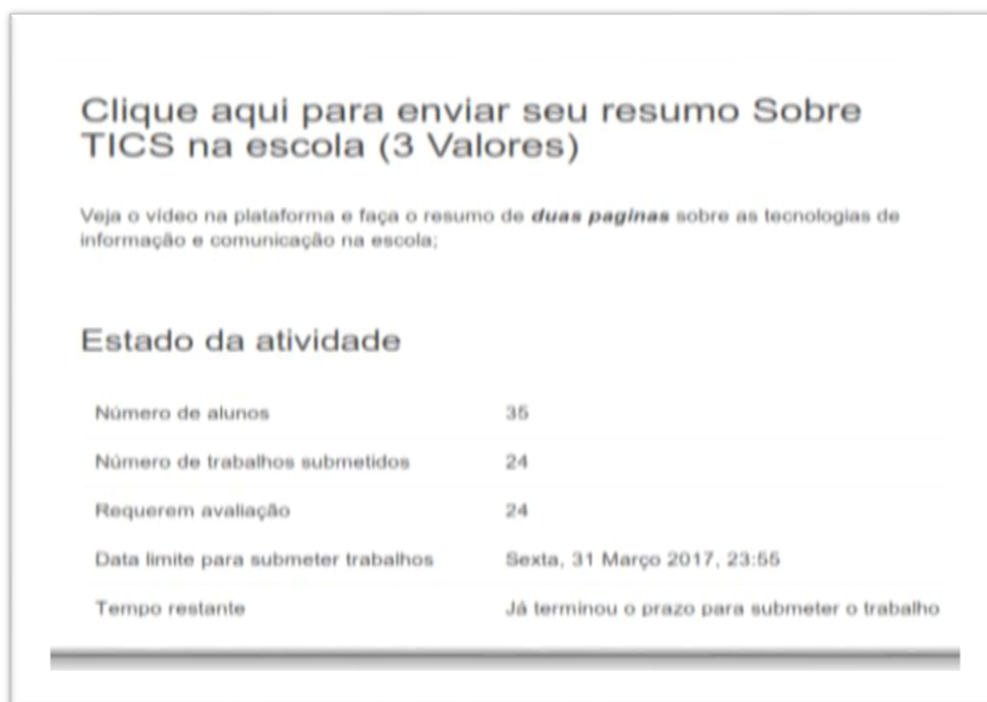 Clique aqui para enviar seu resumo Sobre
TICS na escola (3 Valores)
Veja o vídeo na plataforma e faça o resumo de duas paginas sobre as tecnologias de
informação e comunicação na escola;
Estado da atividade
Número de alunos 35
Número de trabalhos submetidos 24
Requerem avaliação 24
Data limite para submeter trabalhos Sexta, 31 Março 2017, 23:55
Tempo restante Já terminou o prazo para submeter o trabalho